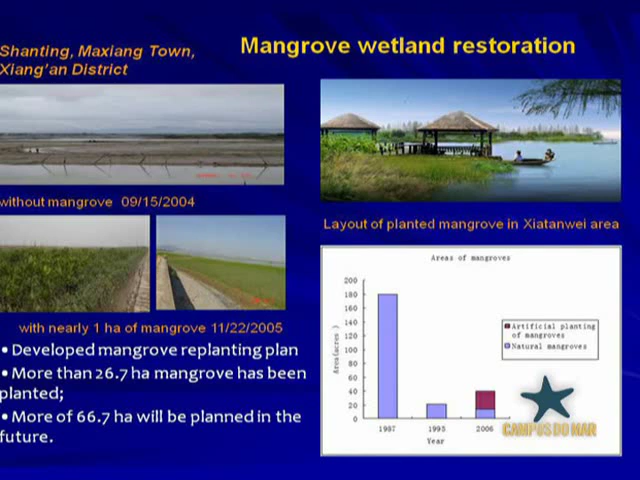 Mangrove wetland restoration
Shanting, Maxiang Town,
Xiang'an District
without mangrove 09/15/2004
with nearly 1 ha of mangrove 11/22/2005
• Developed mangrove replanting plan
• More than 26.7 ha mangrove has been
planted;
• More of 66.7 ha will be planned in the
future.
Layout of planted mangrove in Xiatanwei area
Areas of mangroves
Area(acres )
200
180
160
140
120
100
80
60
40
20
0
Year
Artificial planting
of mangroves
Natural mangroves
CAMPUS DO MAR